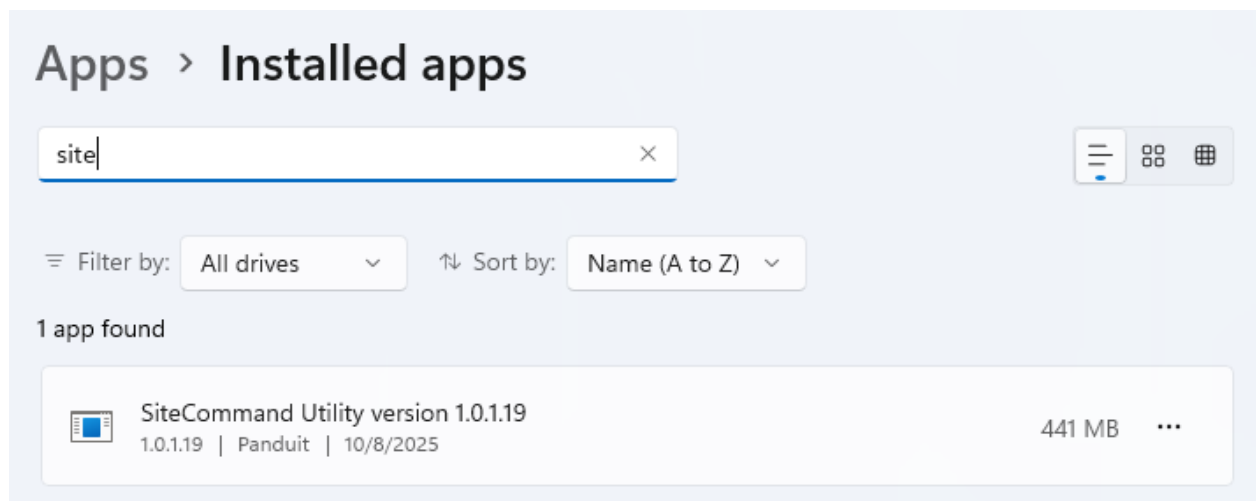 Apps > Installed apps
site
Filter by: All drives Sort by: Name (A to Z)
1 app found
SiteCommand Utility version 1.0.1.19
1.0.1.19 | Panduit | 10/8/2025
441 MB